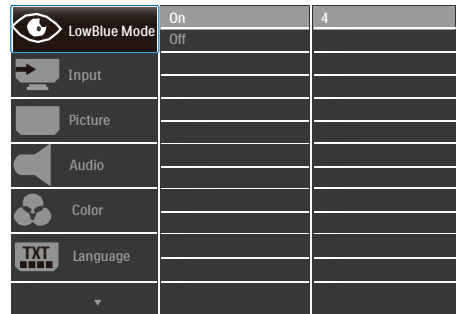 LowBlue Mode
On
4
Off
Input
Picture
Audio
Color
TXT
Language